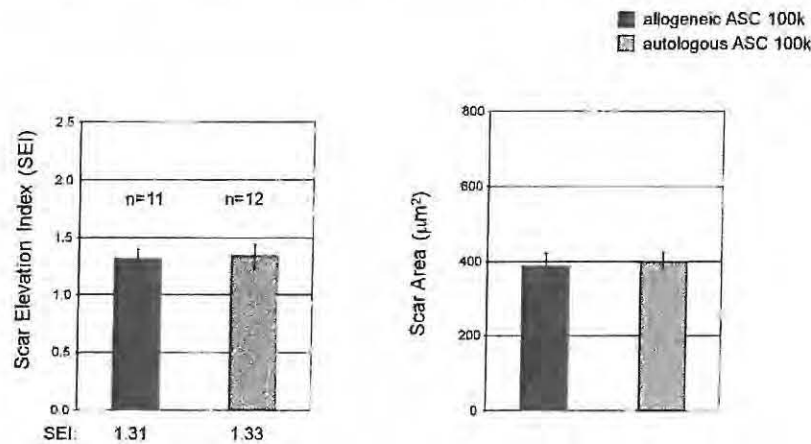 allogeneic ASC 100k
autologous ASC 100k
Scar Elevation Index (SEI)
2.5
2.0
1.5
1.0
0.5
0.0
n=11 n=12
SEI: 1.31 1.33
Scar Area (μm²)
800
600
400
200
0